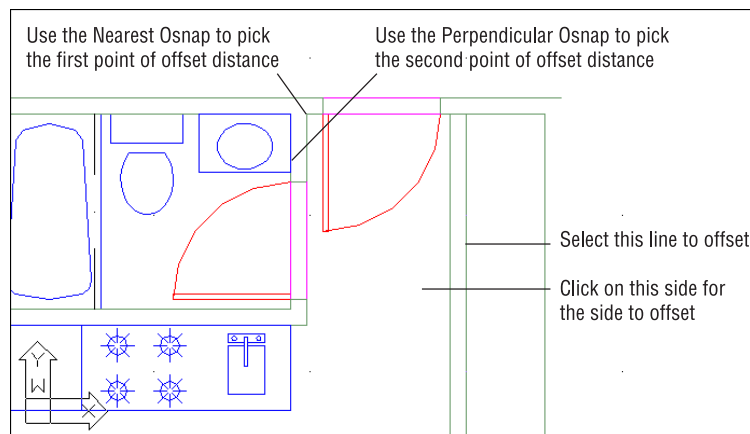 Use the Nearest Osnap to pick
the first point of offset distance
Use the Perpendicular Osnap to pick
the second point of offset distance
Select this line to offset
Click on this side for
the side to offset
Y
W
X